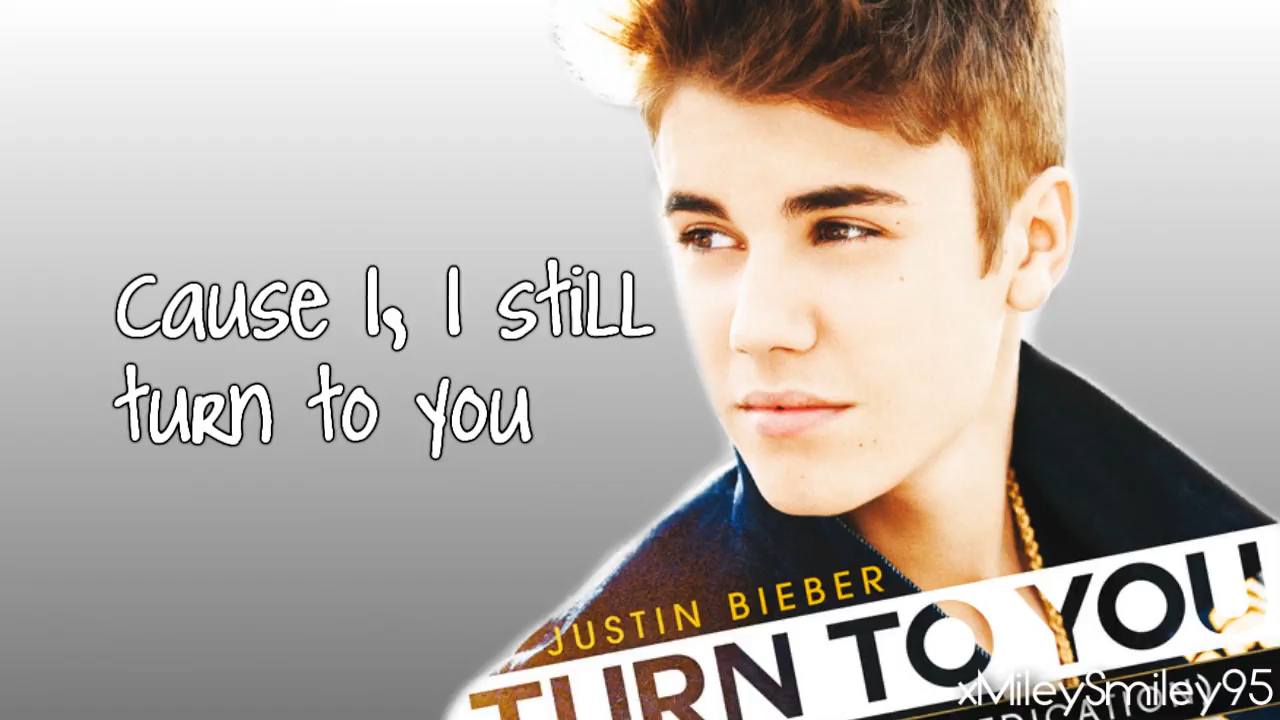 Cause I, I still
turn to you
JUSTIN BIEBER
TURN TO YOU
xMileySmiley95